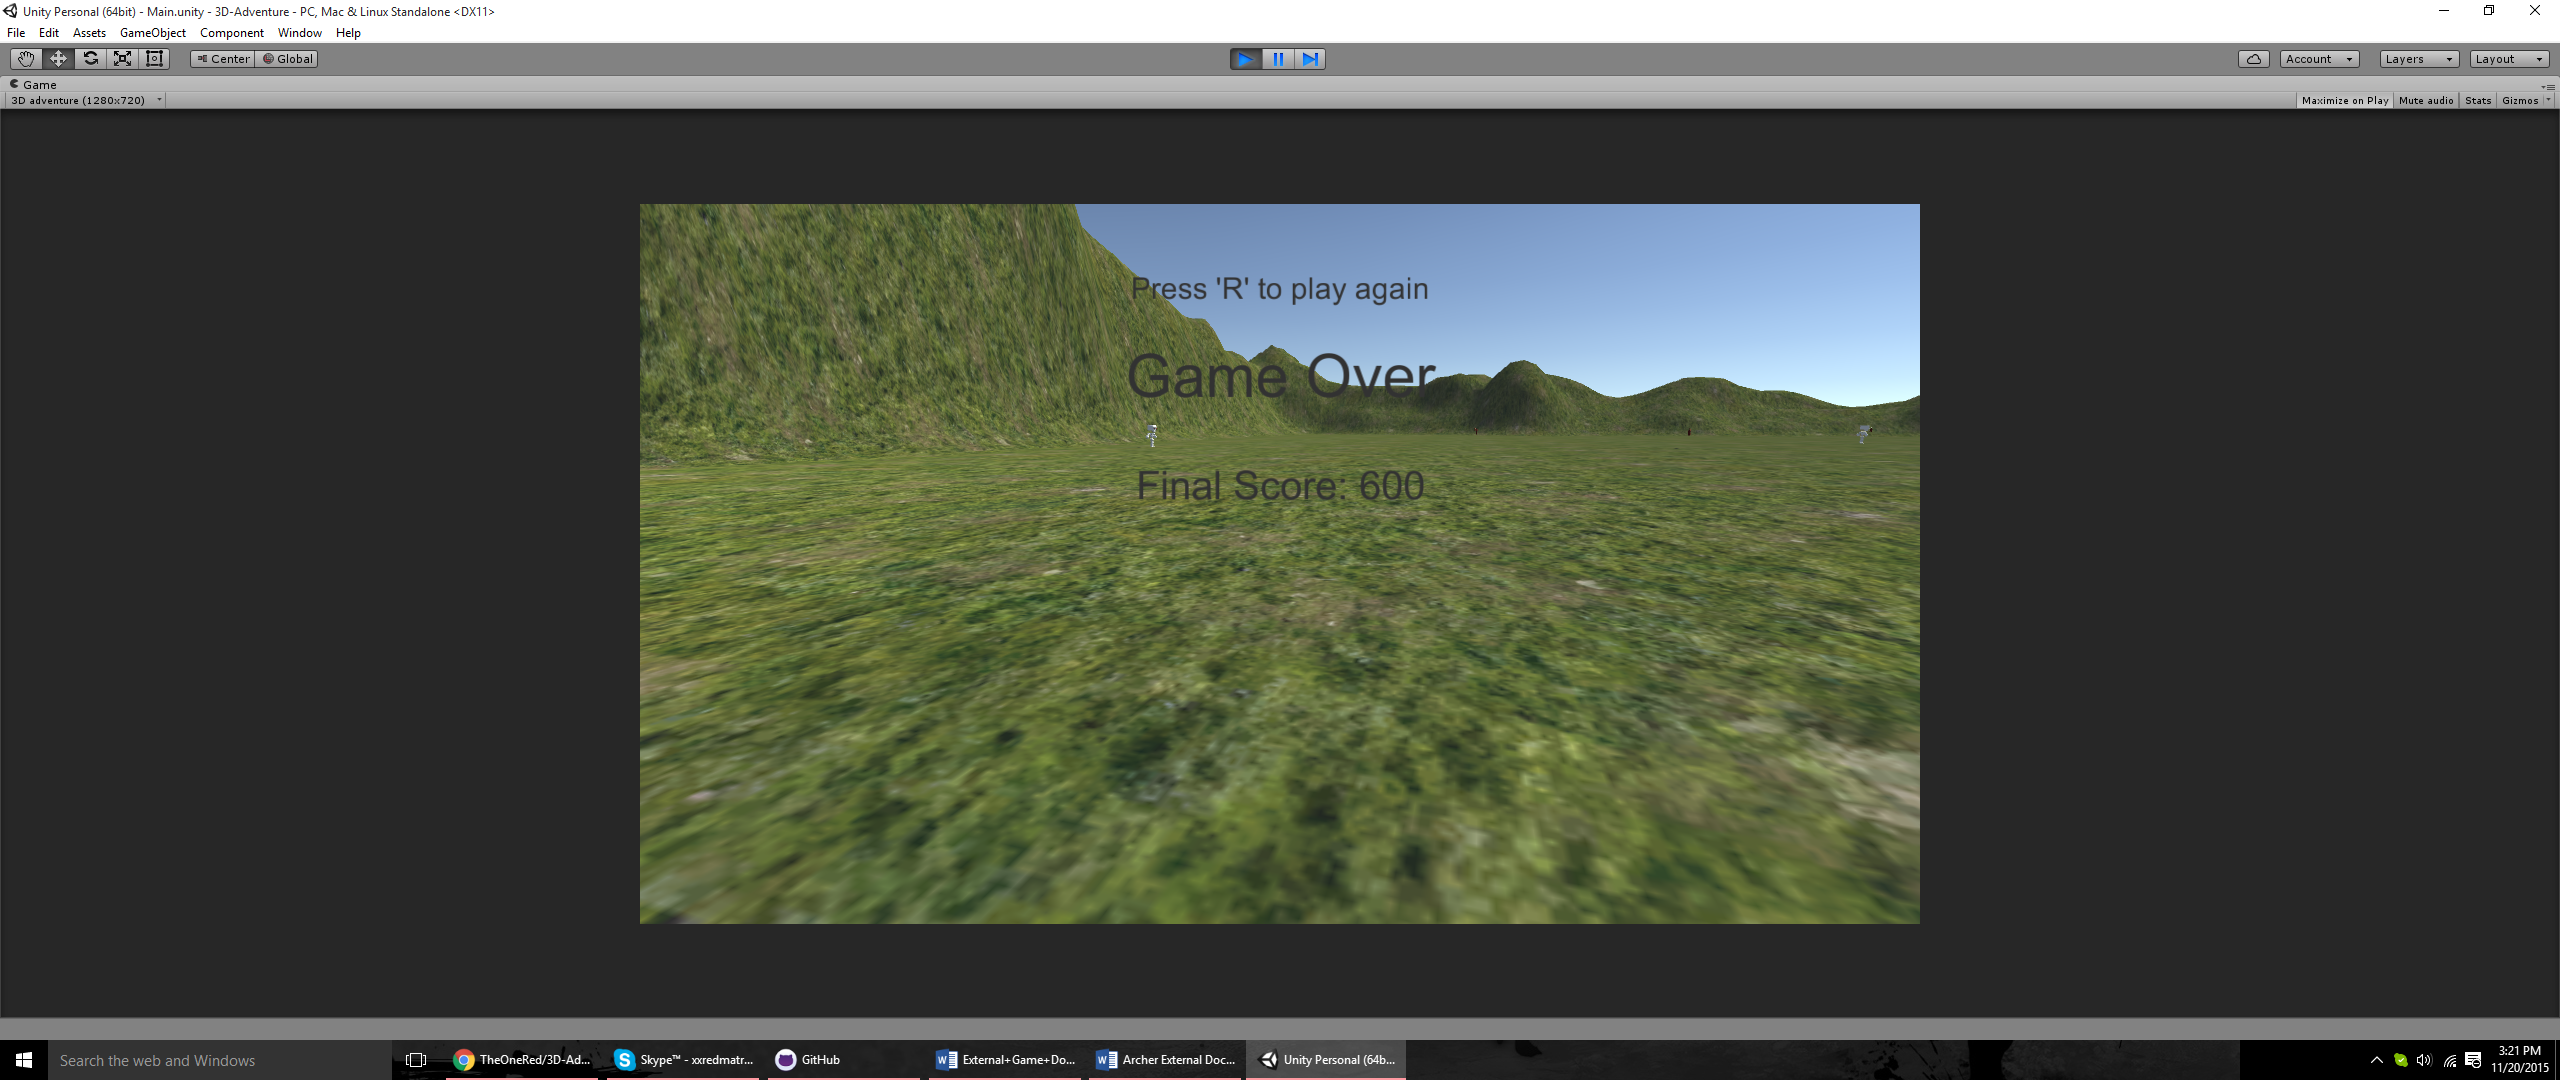 Unity Personal (64bit) - Main.unity - 3D-Adventure - PC, Mac & Linux Standalone <DX11>
File Edit Assets GameObject Component Window Help
Center Global Account Layers Layout
Game
3D adventure (1280x720) Maximize on Play Mute audio Stats Gizmos
Press 'R' to play again
Game Over
Final Score: 600
Search the web and Windows
TheOneRed/3D-Ad...
Skype™ - xxredmatr...
GitHub
External+Game+Do...
Archer External Doc...
Unity Personal (64b...
3:21 PM
11/20/2015